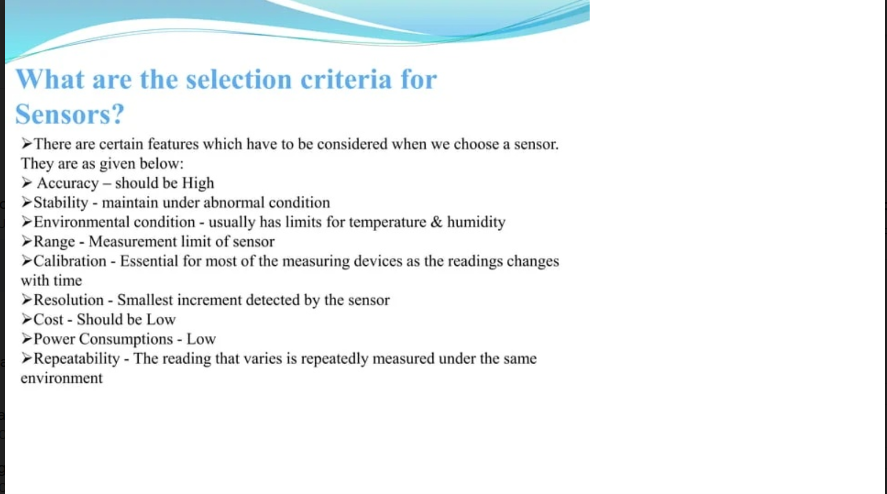 What are the selection criteria for
Sensors?
➢There are certain features which have to be considered when we choose a sensor.
They are as given below:
➢ Accuracy – should be High
➢Stability - maintain under abnormal condition
➢Environmental condition - usually has limits for temperature & humidity
➢Range - Measurement limit of sensor
➢Calibration - Essential for most of the measuring devices as the readings changes
with time
➢Resolution - Smallest increment detected by the sensor
➢Cost - Should be Low
➢Power Consumptions - Low
➢Repeatability - The reading that varies is repeatedly measured under the same
environment